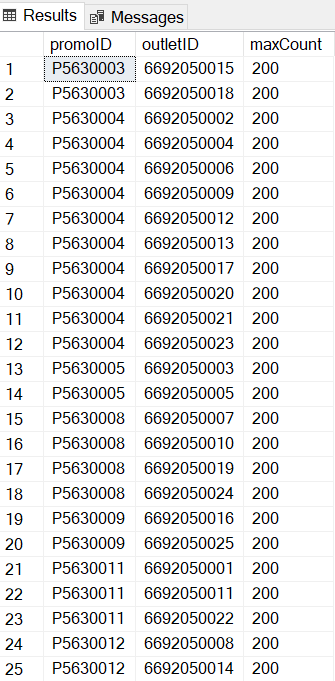 Results Messages
promoID outletID maxCount
1 P5630003 6692050015 200
2 P5630003 6692050018 200
3 P5630004 6692050002 200
4 P5630004 6692050004 200
5 P5630004 6692050006 200
6 P5630004 6692050009 200
7 P5630004 6692050012 200
8 P5630004 6692050013 200
9 P5630004 6692050017 200
10 P5630004 6692050020 200
11 P5630004 6692050021 200
12 P5630004 6692050023 200
13 P5630005 6692050003 200
14 P5630005 6692050005 200
15 P5630008 6692050007 200
16 P5630008 6692050010 200
17 P5630008 6692050019 200
18 P5630008 6692050024 200
19 P5630009 6692050016 200
20 P5630009 6692050025 200
21 P5630011 6692050001 200
22 P5630011 6692050011 200
23 P5630011 6692050022 200
24 P5630012 6692050008 200
25 P5630012 6692050014 200